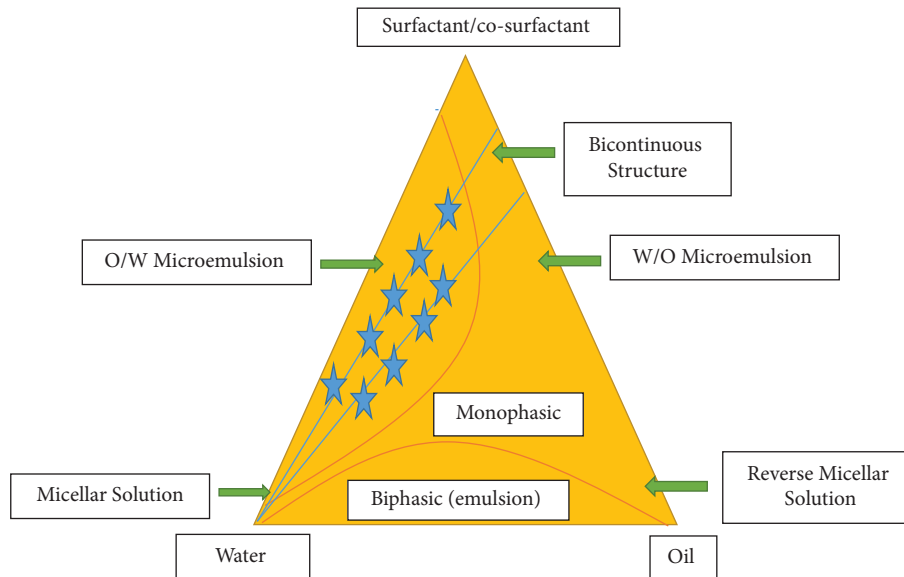 Surfactant/co-surfactant
Bicontinuous
Structure
O/W Microemulsion
W/O Microemulsion
Monophasic
Micellar Solution
Biphasic (emulsion)
Reverse Micellar
Solution
Water
Oil